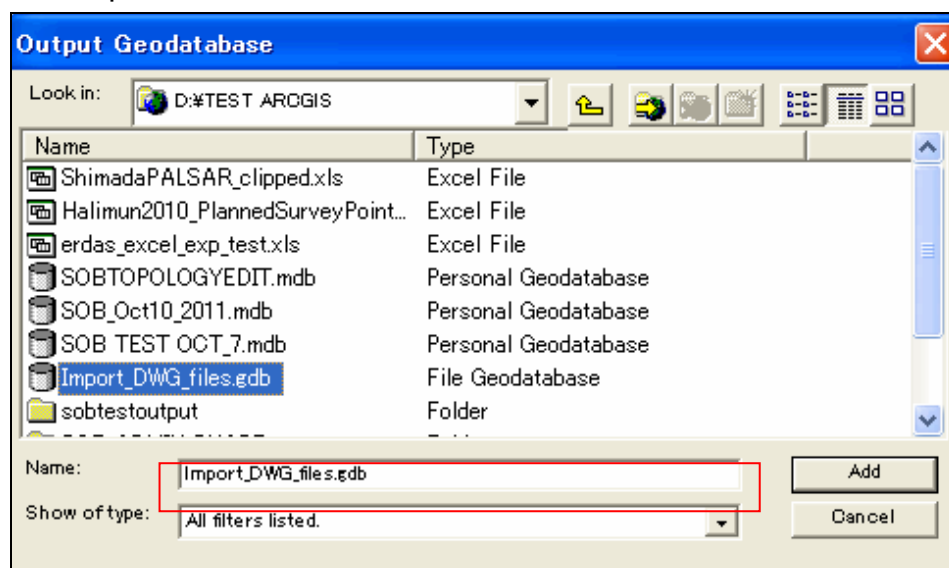 Output Geodatabase
Look in: D:¥TEST ARCGIS
Name Type
ShimadaPALSAR_clipped.xls Excel File
Halimun2010_PlannedSurveyPoint... Excel File
erdas_excel_exp_test.xls Excel File
SOBTOPOLOGYEDIT.mdb Personal Geodatabase
SOB_Oct10_2011.mdb Personal Geodatabase
SOB TEST OCT_7.mdb Personal Geodatabase
Import_DWG_files.gdb File Geodatabase
sobtestoutput Folder
Name: Import_DWG_files.gdb Add
Show of type: All filters listed. Cancel